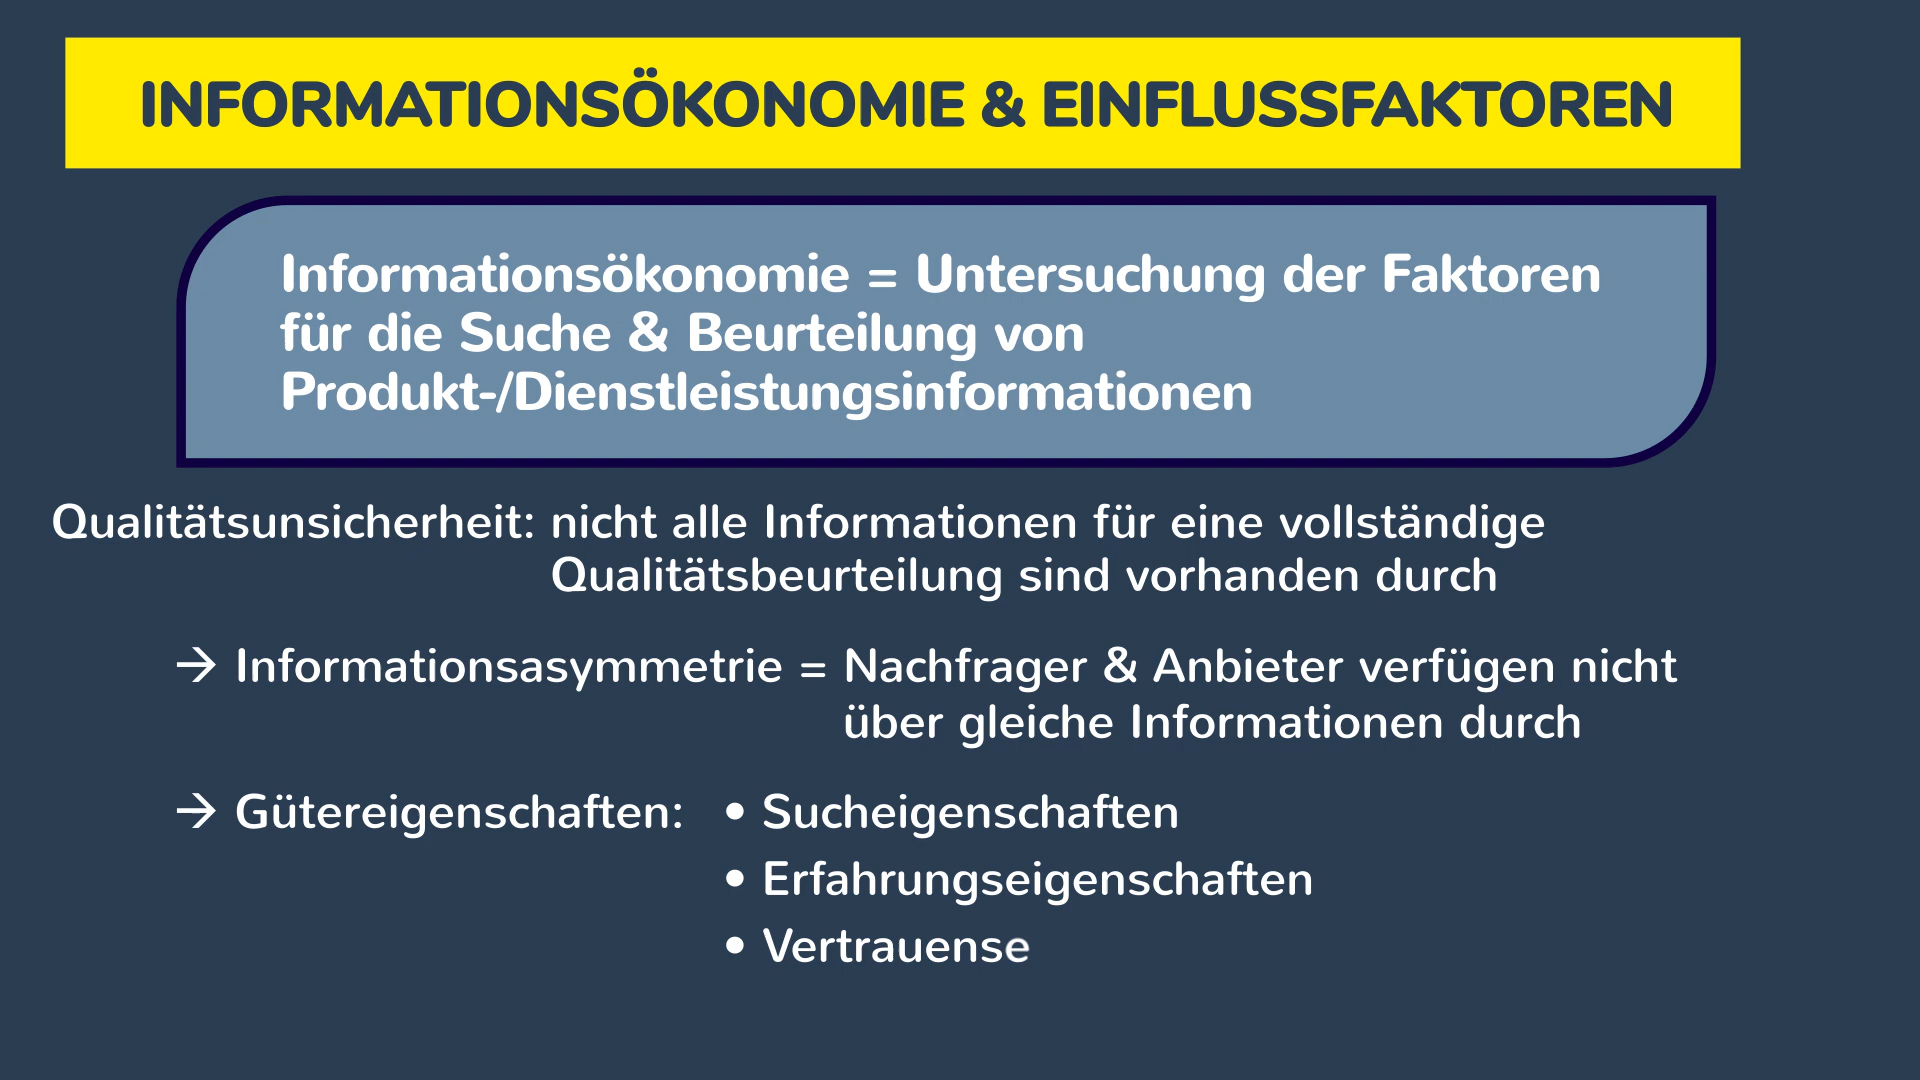 INFORMATIONSÖKONOMIE & EINFLUSSFAKTOREN
Informationsökonomie = Untersuchung der Faktoren
für die Suche & Beurteilung von
Produkt-/Dienstleistungsinformationen
Qualitätsunsicherheit: nicht alle Informationen für eine vollständige
Qualitätsbeurteilung sind vorhanden durch
→ Informationsasymmetrie = Nachfrager & Anbieter verfügen nicht
über gleiche Informationen durch
→ Gütereigenschaften: • Sucheigenschaften
• Erfahrungseigenschaften
• Vertrauense